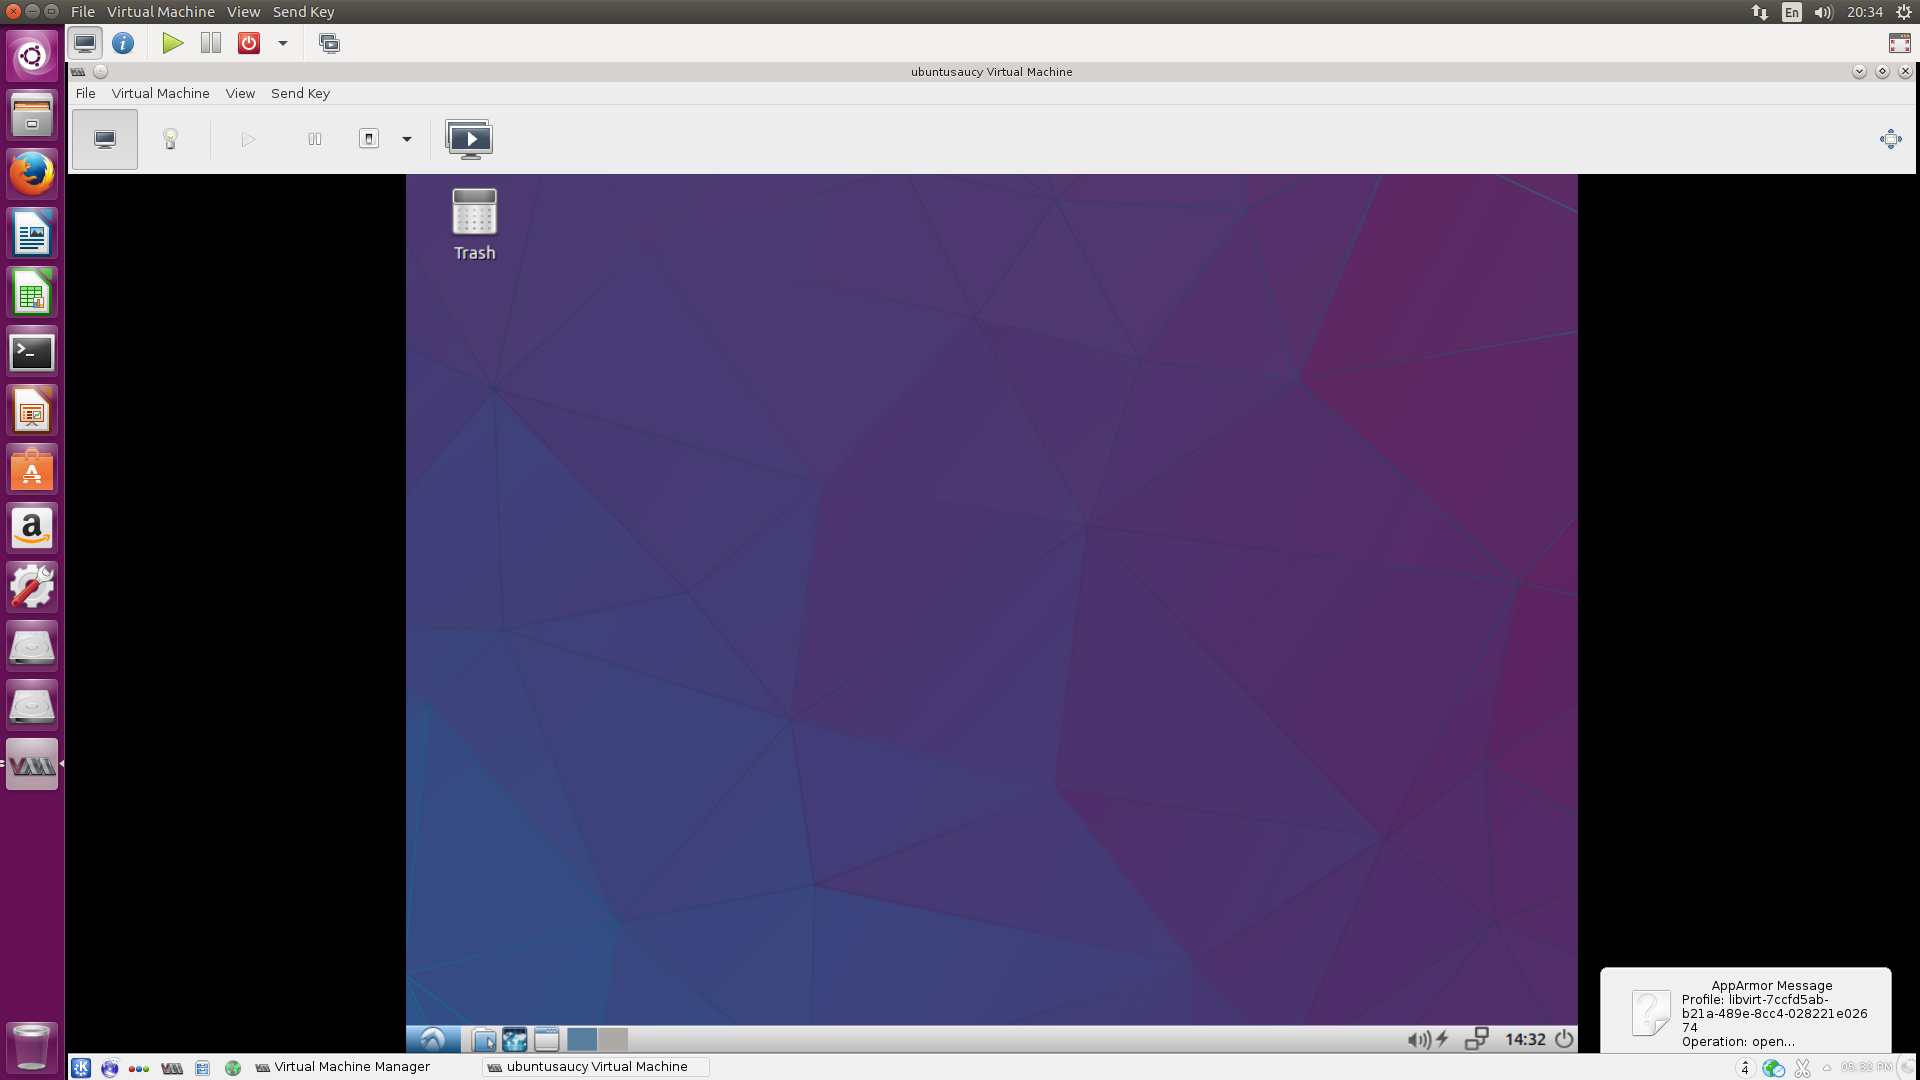 File Virtual Machine View Send Key
En
20:34
ubuntusaucy Virtual Machine
File Virtual Machine View Send Key
Trash
AppArmor Message
Profile: libvirt-7ccfd5ab-
b21a-489e-8cc4-028221e026
74
Operation: open...
14:32
Virtual Machine Manager
ubuntusaucy Virtual Machine
4
05:32 PM